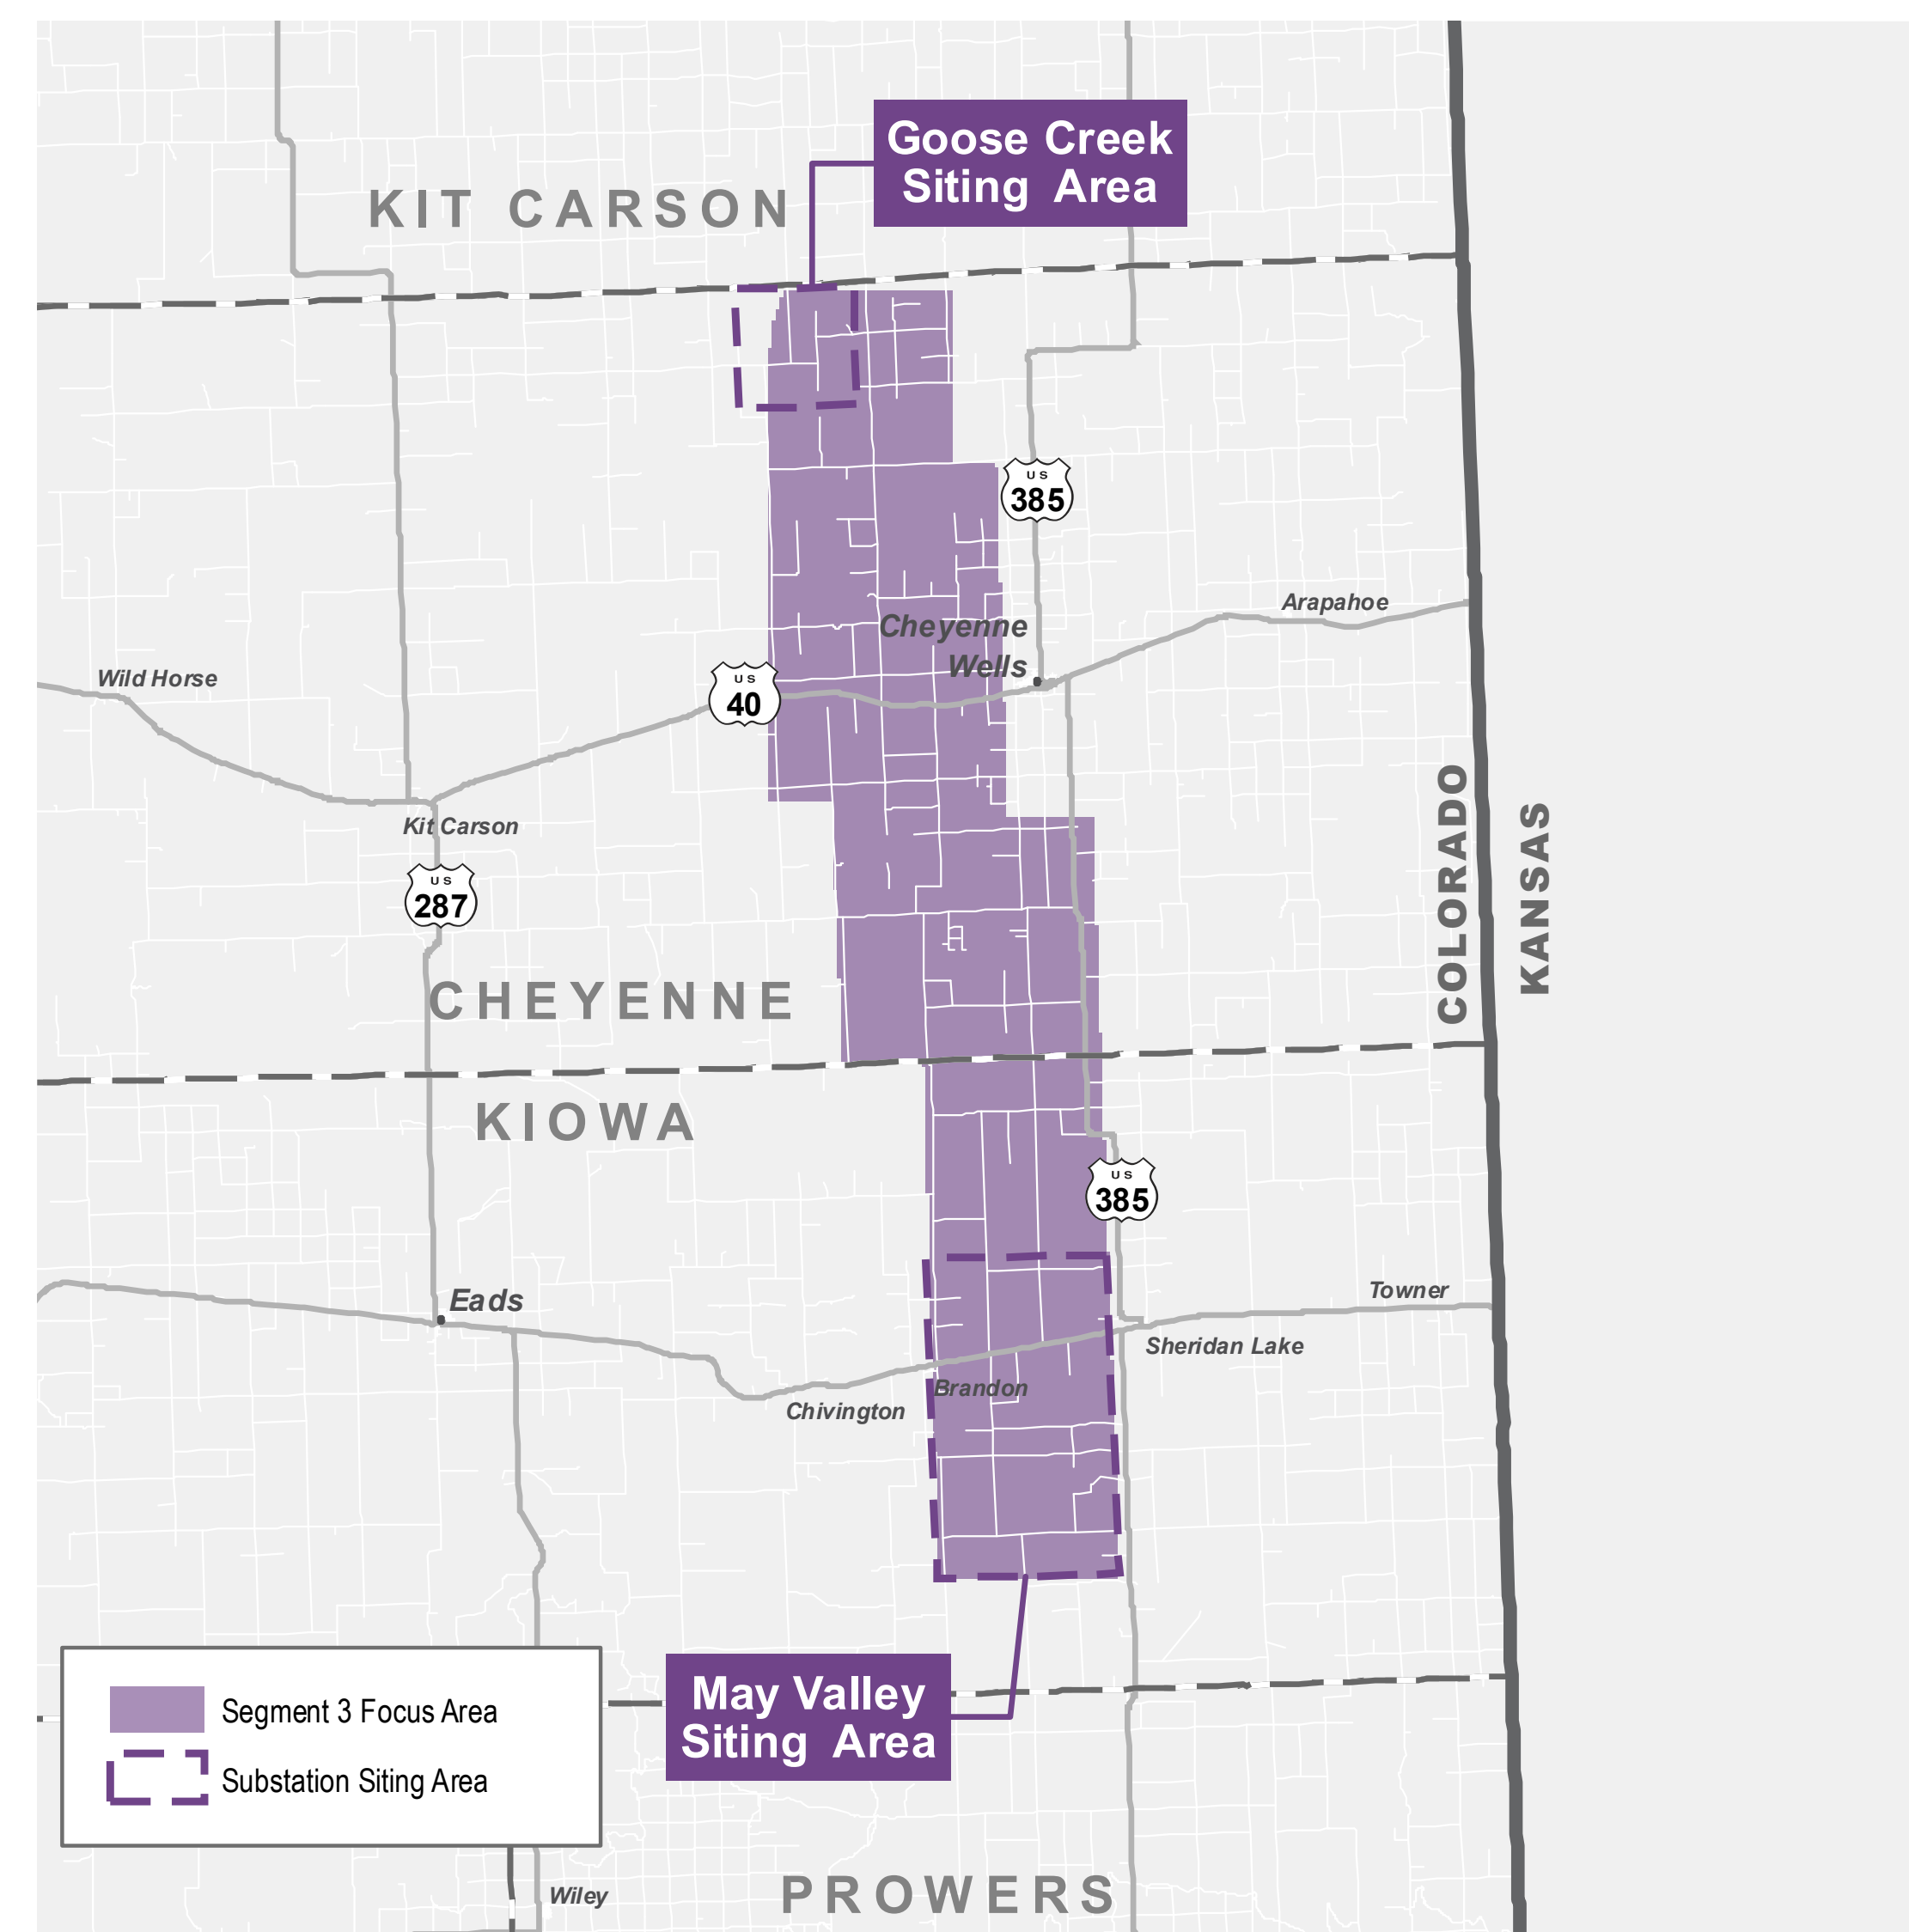 Goose Creek
Siting Area
KIT CARSON
US
385
Arapahoe
Cheyenne
Wells
Wild Horse
US
40
COLORADO
KANSAS
Kit Carson
US
287
CHEYENNE
KIOWA
US
385
Towner
Eads
Sheridan Lake
Brandon
Chivington
May Valley
Siting Area
Segment 3 Focus Area
Substation Siting Area
Wiley
PROWERS